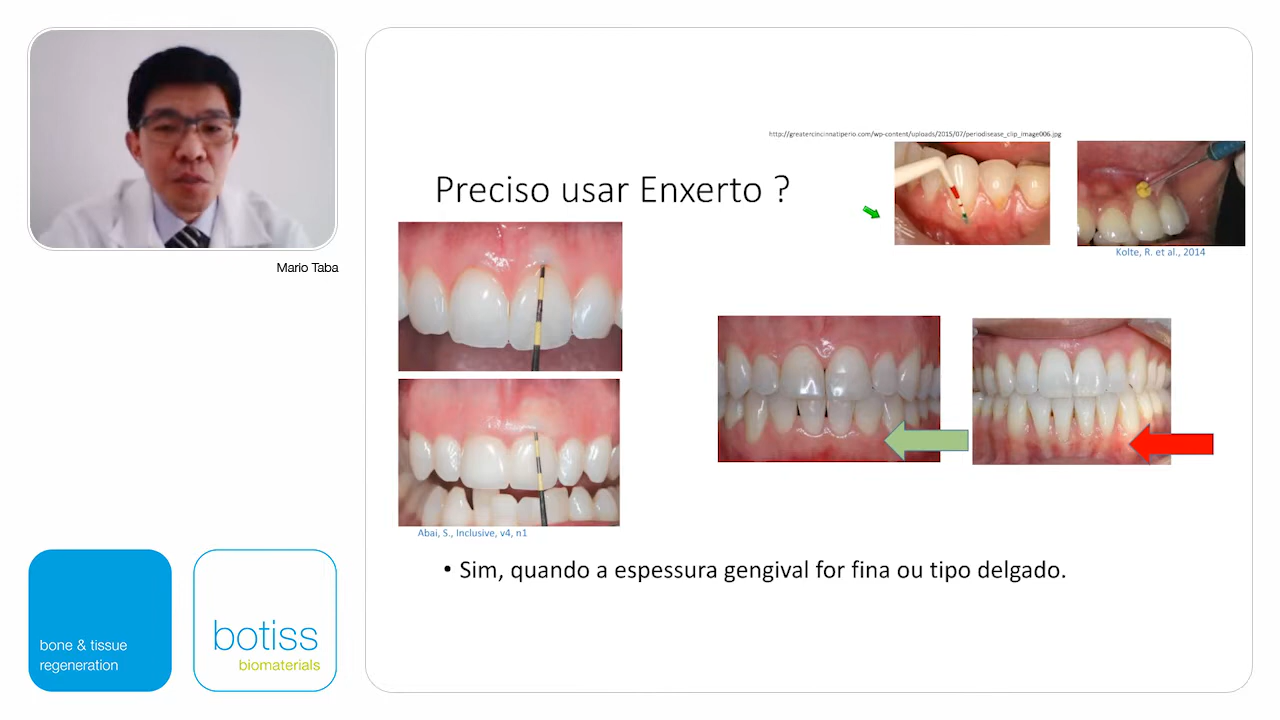 Mario Taba
http://greatercincinnatiperio.com/wp-content/uploads/2015/07/periodisease_clip_image006.jpg
Preciso usar Enxerto ?
Kolte, R. et al., 2014
Abai, S., Inclusive, v4, n1
• Sim, quando a espessura gengival for fina ou tipo delgado.
bone & tissue
regeneration
botiss
biomaterials